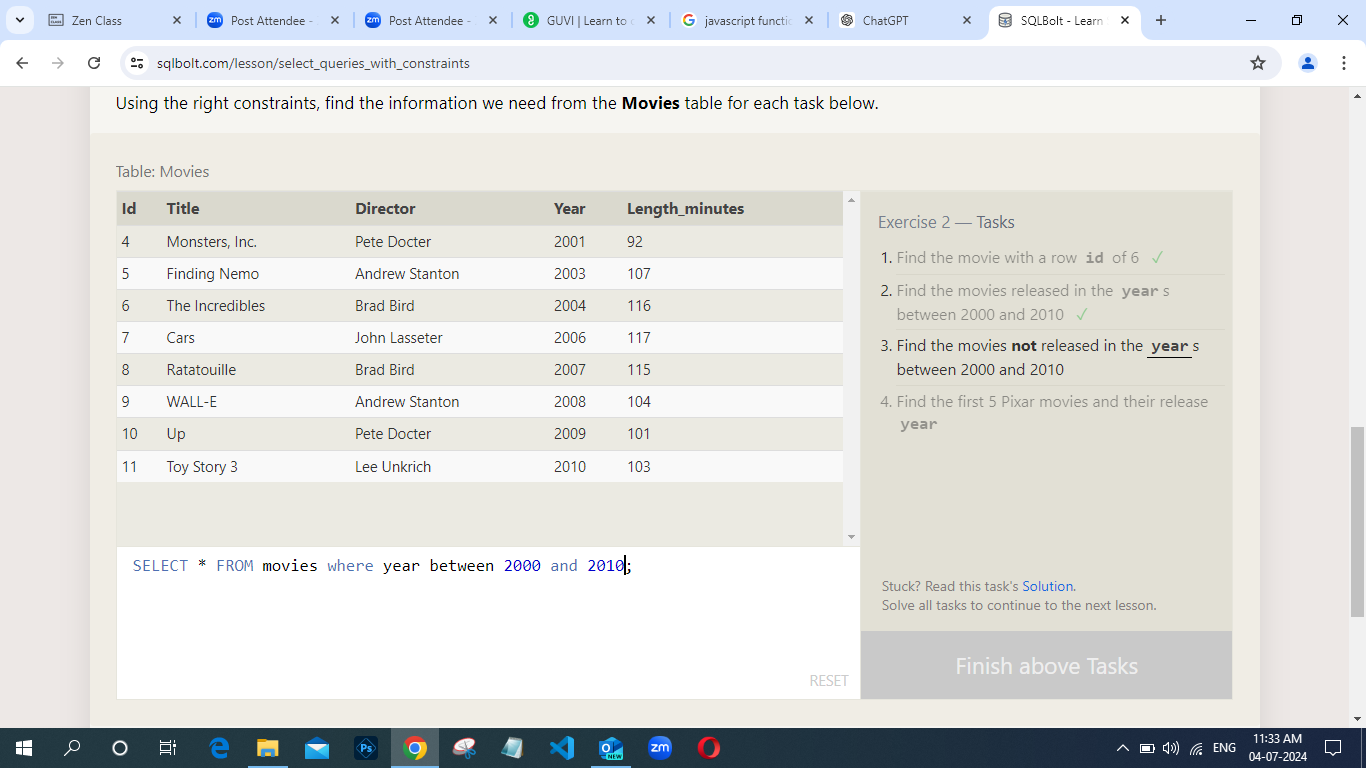 Zen Class
Post Attendee -
Post Attendee -
GUVI | Learn to c
javascript functi
ChatGPT
SQLBolt - Learn
sqlbolt.com/lesson/select_queries_with_constraints
Using the right constraints, find the information we need from the Movies table for each task below.
Table: Movies
Id Title Director Year Length_minutes
4 Monsters, Inc. Pete Docter 2001 92
5 Finding Nemo Andrew Stanton 2003 107
6 The Incredibles Brad Bird 2004 116
7 Cars John Lasseter 2006 117
8 Ratatouille Brad Bird 2007 115
9 WALL-E Andrew Stanton 2008 104
10 Up Pete Docter 2009 101
11 Toy Story 3 Lee Unkrich 2010 103
SELECT * FROM movies where year between 2000 and 2010;
RESET
Exercise 2 — Tasks
1. Find the movie with a row id of 6 ✓
2. Find the movies released in the year s
between 2000 and 2010 ✓
3. Find the movies not released in the year s
between 2000 and 2010
4. Find the first 5 Pixar movies and their release
year
Stuck? Read this task's Solution.
Solve all tasks to continue to the next lesson.
Finish above Tasks
Ps
NEW
zm
ENG
11:33 AM
04-07-2024